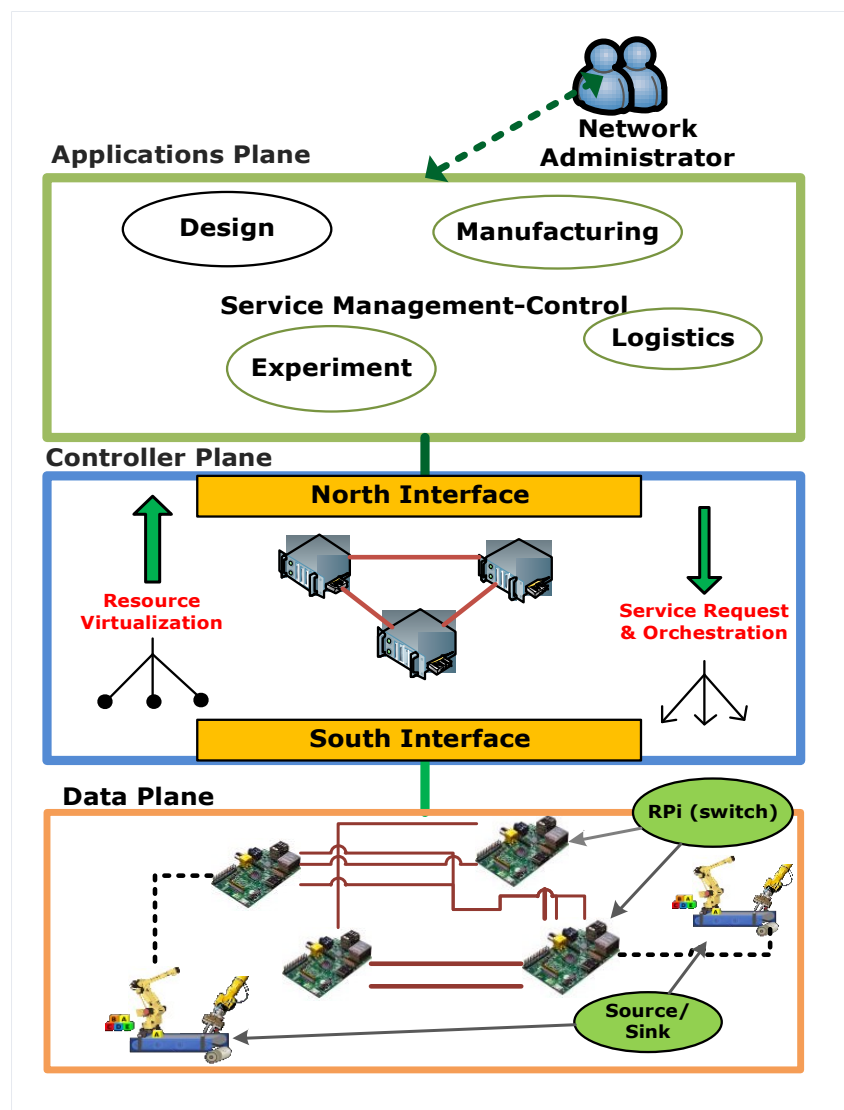 Network
Administrator
Applications Plane
Design
Manufacturing
Service Management-Control
Logistics
Experiment
Controller Plane
North Interface
Resource
Virtualization
Service Request
& Orchestration
South Interface
Data Plane
RPi (switch)
Source/
Sink